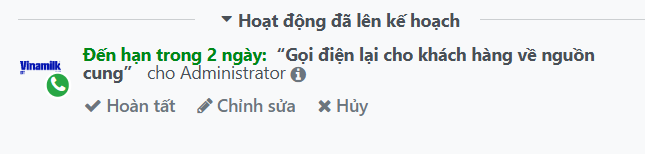 Hoạt động đã lên kế hoạch
Đến hạn trong 2 ngày: “Gọi điện lại cho khách hàng về nguồn
Vinamilk
cung” cho Administrator
Hoàn tất Chỉnh sửa Hủy